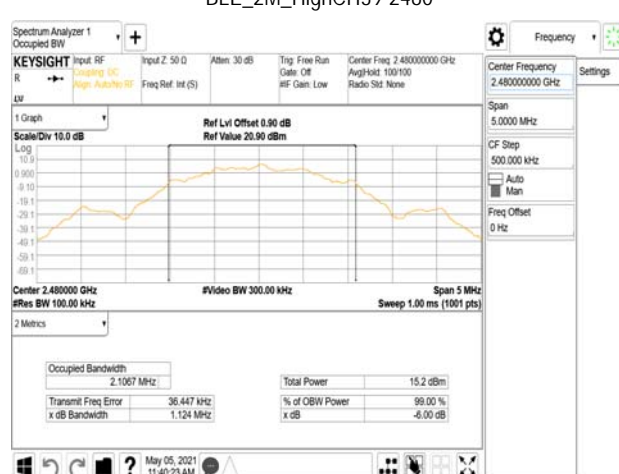 BLE_2M_HighCH39 2480
Spectrum Analyzer 1
Occupied BW
Frequency
KEYSIGHT Input: RF Input Z: 50 Ω Atten: 30 dB Trig: Free Run Center Freq: 2.480000000 GHz
R Coupling: DC Gate: Off Avg|Hold: 100/100
Align: Auto/No RF Freq Ref: Int (S) #IF Gain: Low Radio Std: None
Center Frequency
2.480000000 GHz
Settings
Span
5.0000 MHz
CF Step
500.000 kHz
Auto
Man
Freq Offset
0 Hz
1 Graph
Ref Lvl Offset 0.90 dB
Scale/Div 10.0 dB Ref Value 20.90 dBm
Log
10.9
0.900
-9.10
-19.1
-29.1
-39.1
-49.1
-59.1
-69.1
Center 2.480000 GHz #Video BW 300.00 kHz Span 5 MHz
#Res BW 100.00 kHz Sweep 1.00 ms (1001 pts)
2 Metrics
Occupied Bandwidth
2.1067 MHz Total Power 15.2 dBm
Transmit Freq Error 36.447 kHz % of OBW Power 99.00 %
x dB Bandwidth 1.124 MHz x dB -6.00 dB
? May 05, 2021
11:40:23 AM